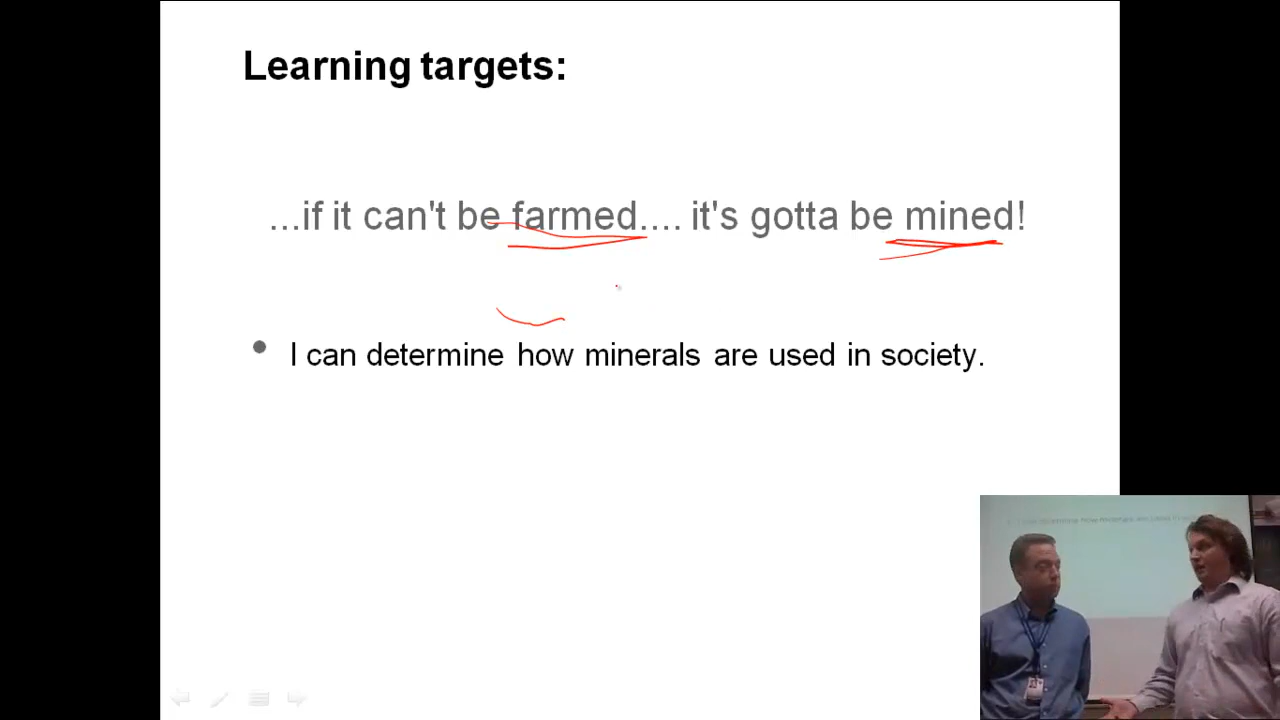 Learning targets:
...if it can't be farmed.... it's gotta be mined!
I can determine how minerals are used in society.